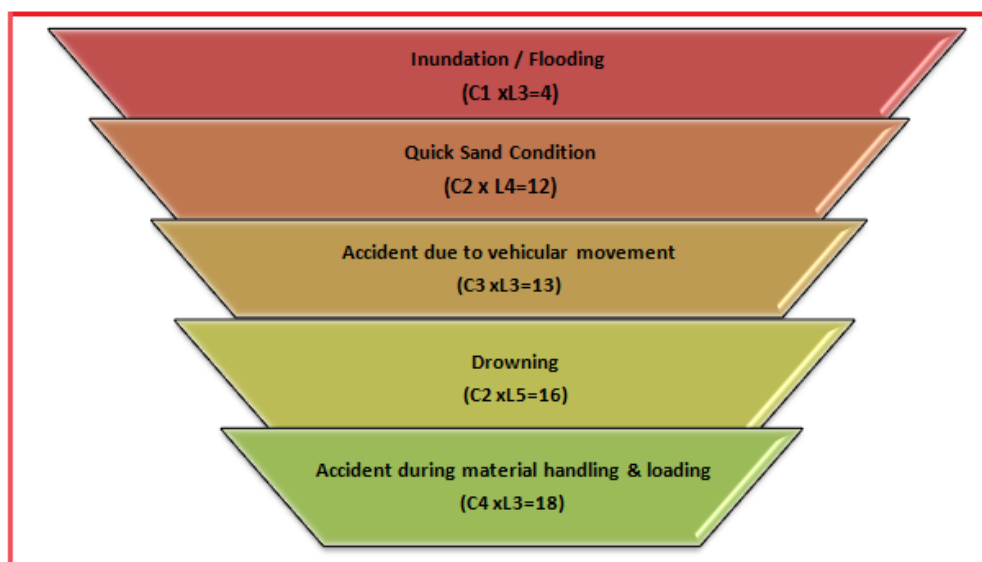 Inundation / Flooding
(C1 xL3=4)
Quick Sand Condition
(C2 x L4=12)
Accident due to vehicular movement
(C3 xL3=13)
Drowning
(C2 xL5=16)
Accident during material handling & loading
(C4 xL3=18)